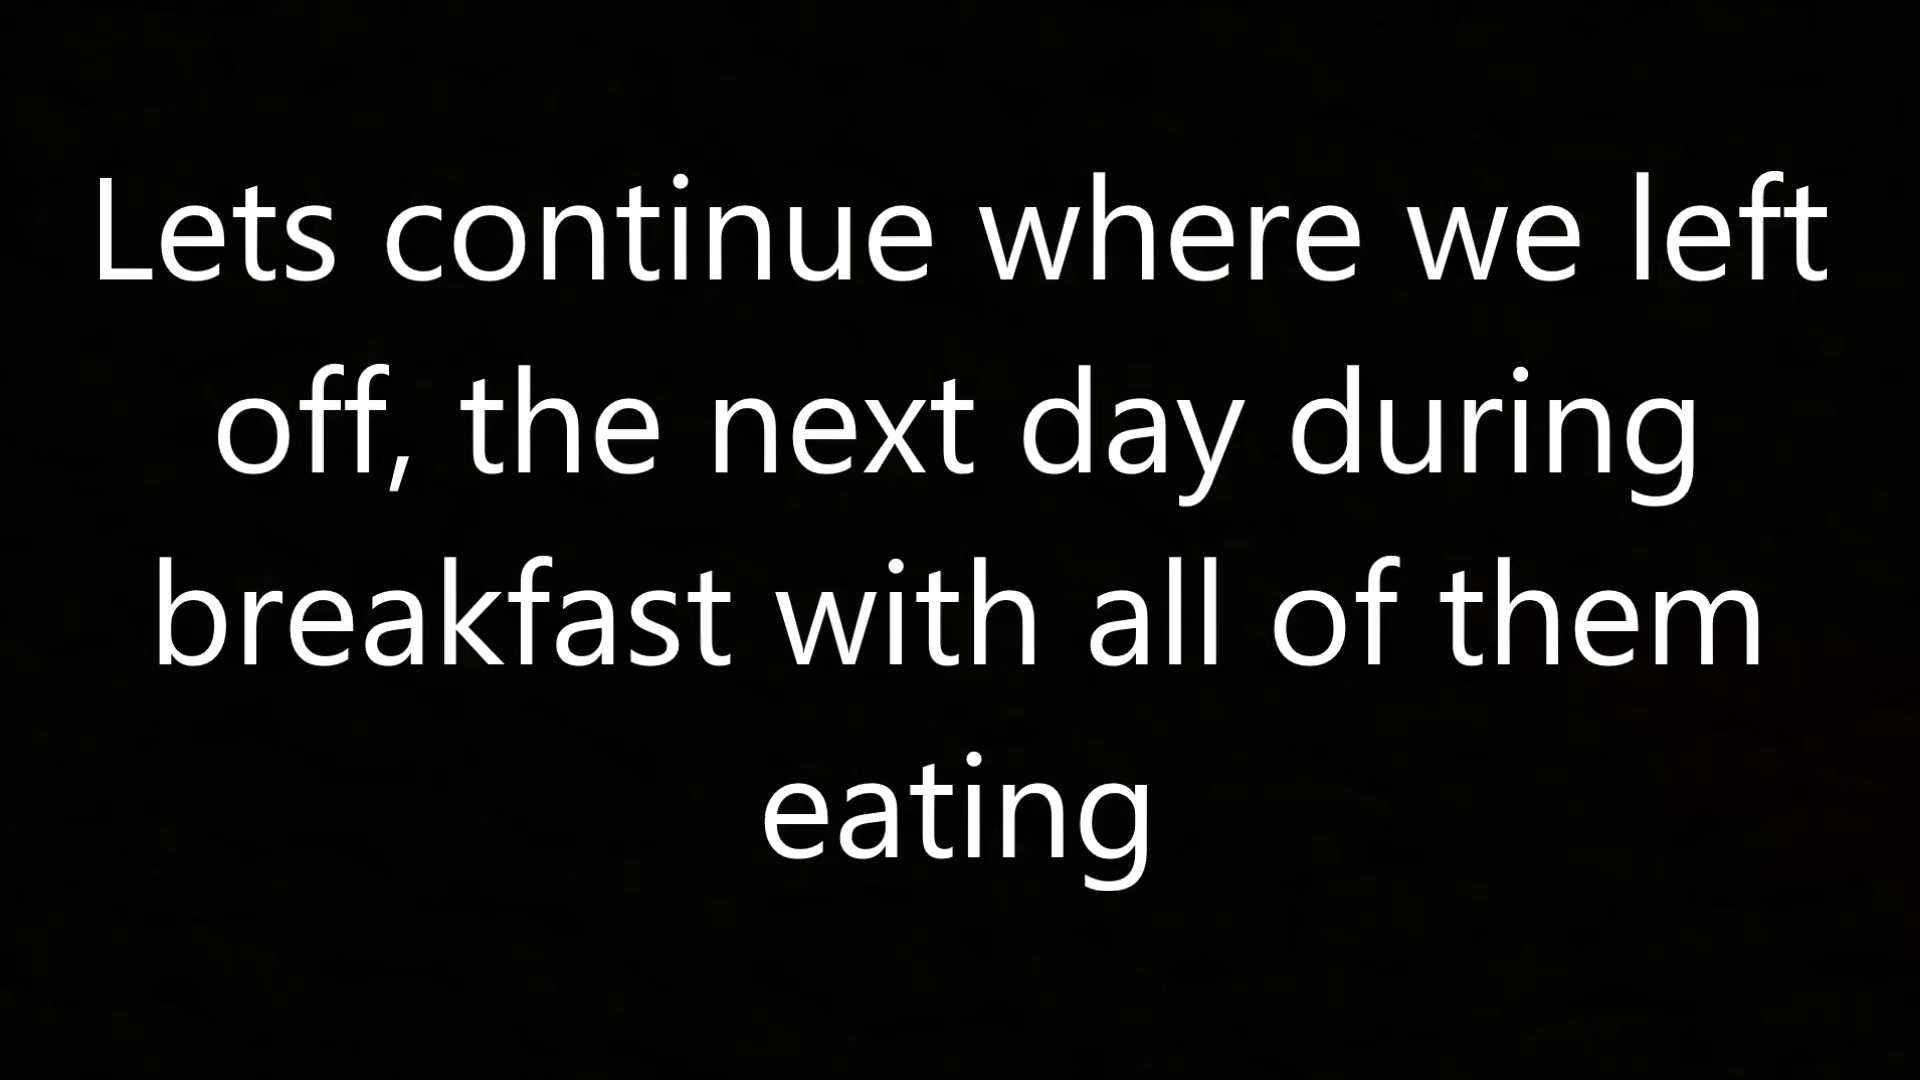 Lets continue where we left
off, the next day during
breakfast with all of them
eating